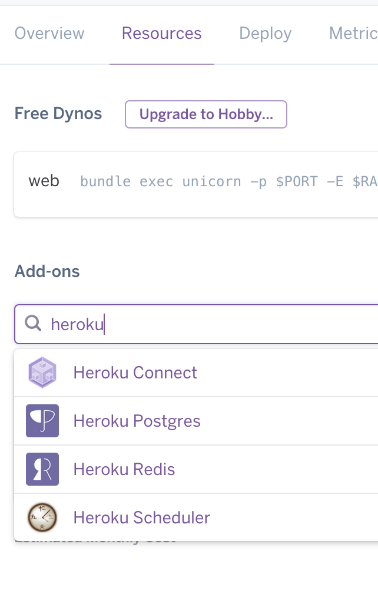 Overview Resources Deploy Metric
Free Dynos Upgrade to Hobby...
web bundle exec unicorn -p $PORT -E $RA
Add-ons
heroku
Heroku Connect
Heroku Postgres
Heroku Redis
Heroku Scheduler